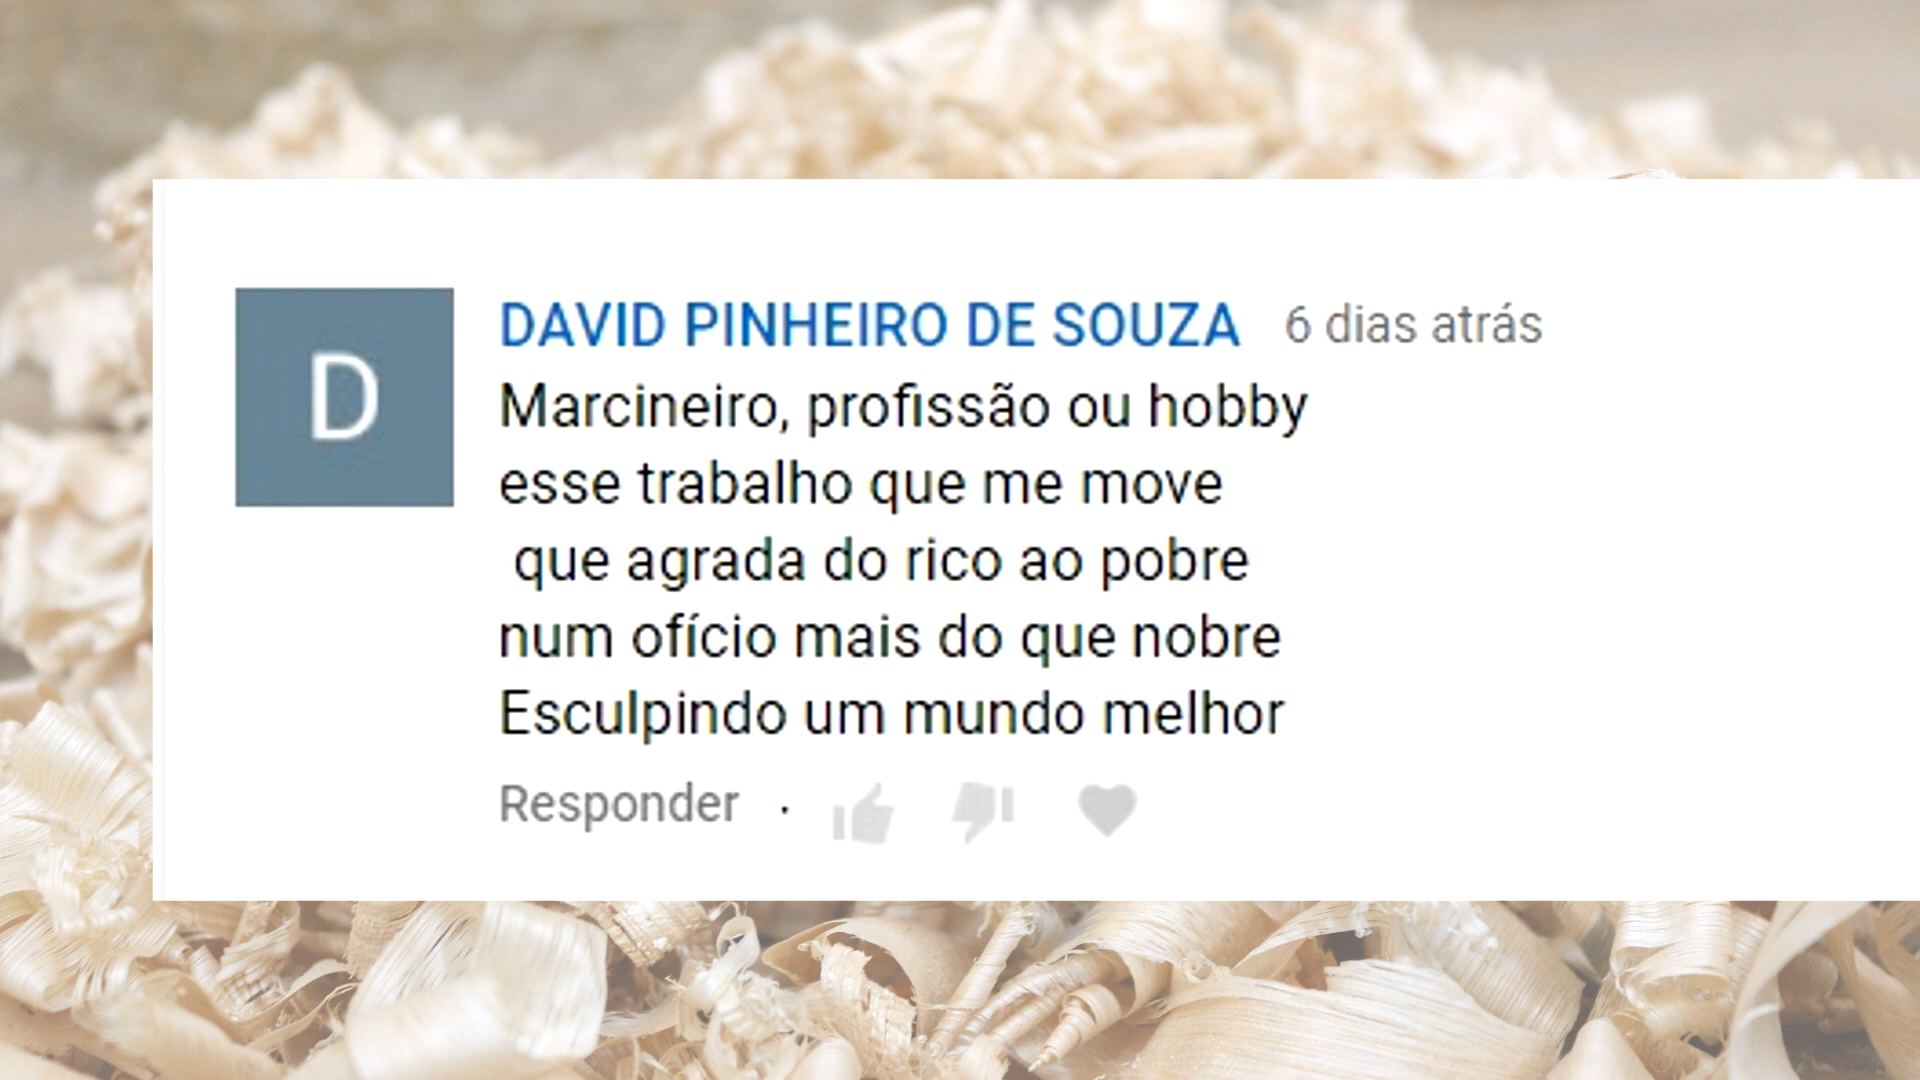 D
DAVID PINHEIRO DE SOUZA 6 dias atrás
Marcineiro, profissão ou hobby
esse trabalho que me move
que agrada do rico ao pobre
num ofício mais do que nobre
Esculpindo um mundo melhor
Responder ·